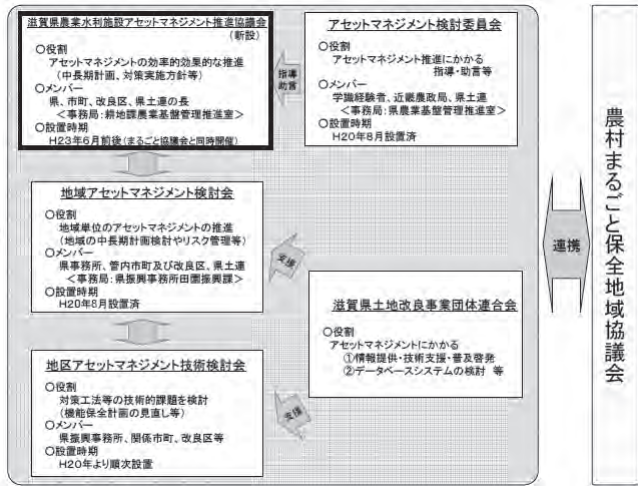 滋賀県農業水利施設アセットマネジメント推進協議会
(新設)
○役割
アセットマネジメントの効率的効果的な推進
(中長期計画、対策実施方針等)
○メンバー
県、市町、改良区、県土連の長
<事務局:耕地課農業基盤管理推進室>
○設置時期
H23年6月前後(まるごと協議会と同時開催)
指導
助言
アセットマネジメント検討委員会
○役割
アセットマネジメント推進にかかる
指導・助言等
○メンバー
学識経験者、近畿農政局、県土連
<事務局:県農業基盤管理推進室>
○設置時期
H20年8月設置済
地域アセットマネジメント検討会
○役割
地域単位のアセットマネジメントの推進
(地域の中長期計画検討やリスク管理等)
○メンバー
県事務所、管内市町及び改良区、県土連
<事務局:県振興事務所田園振興課>
○設置時期
H20年8月設置済
支援
滋賀県土地改良事業団体連合会
○役割
アセットマネジメントにかかる
①情報提供・技術支援・普及啓発
②データベースシステムの検討 等
地区アセットマネジメント技術検討会
○役割
対策工法等の技術的課題を検討
(機能保全計画の見直し等)
○メンバー
県振興事務所、関係市町、改良区等
○設置時期
H20年より順次設置
支援
連携
農村まるごと保全地域協議会